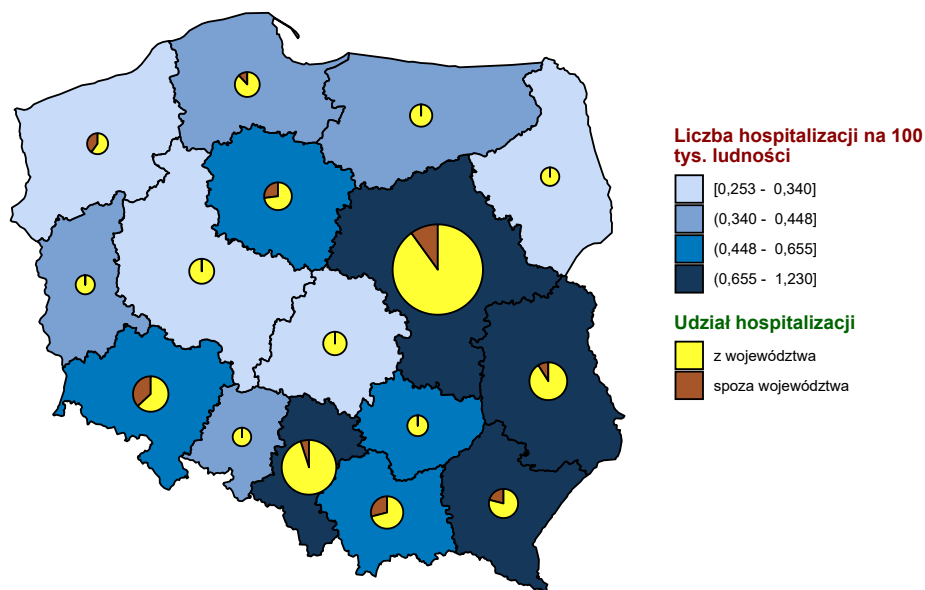 Liczba hospitalizacji na 100
tys. ludności
[0,253 - 0,340]
(0,340 - 0,448]
(0,448 - 0,655]
(0,655 - 1,230]
Udział hospitalizacji
z województwa
spoza województwa